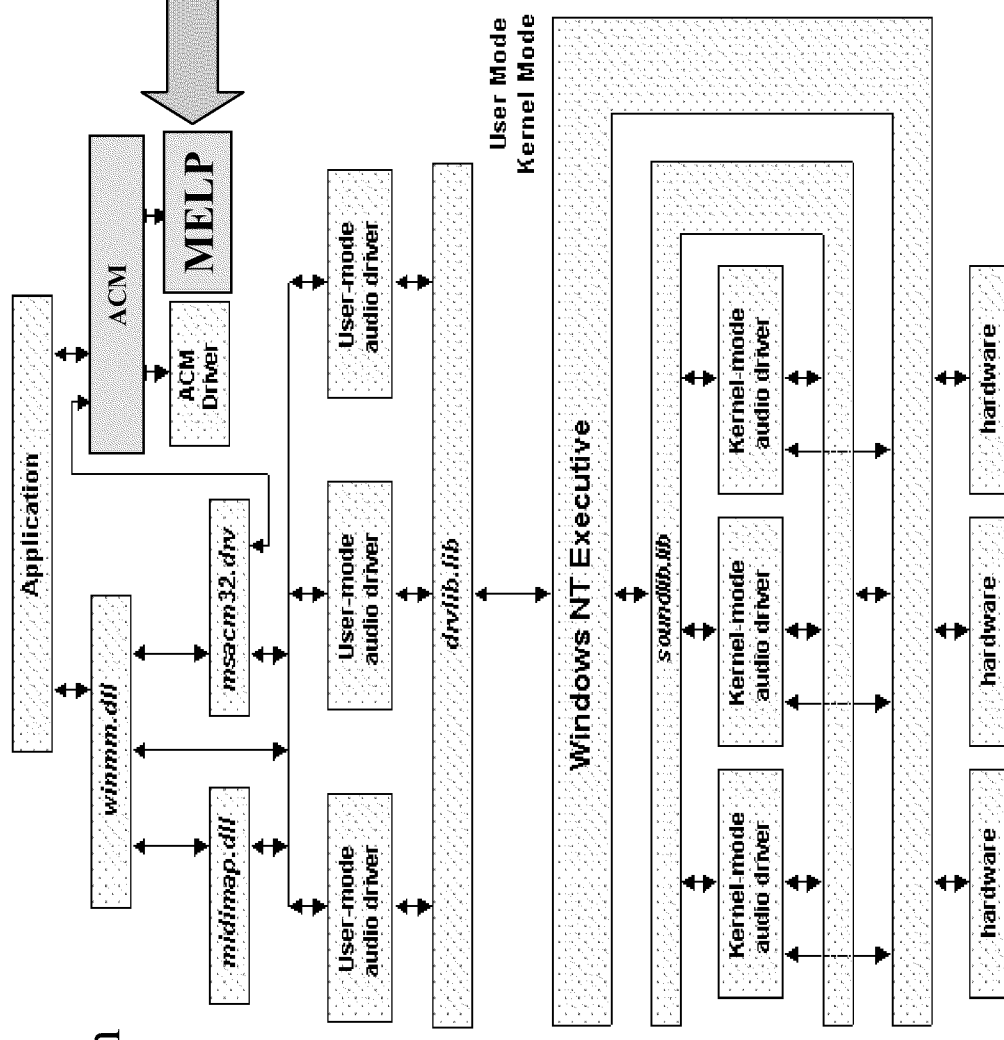 Application
winmm.dll
ACM
midimap.dll
msacm32.drv
ACM
Driver
MELP
User-mode
audio driver
User-mode
audio driver
User-mode
audio driver
drvlib.lib
User Mode
Kernel Mode
Windows NT Executive
soundlib.lib
Kernel-mode
audio driver
Kernel-mode
audio driver
Kernel-mode
audio driver
hardware
hardware
hardware